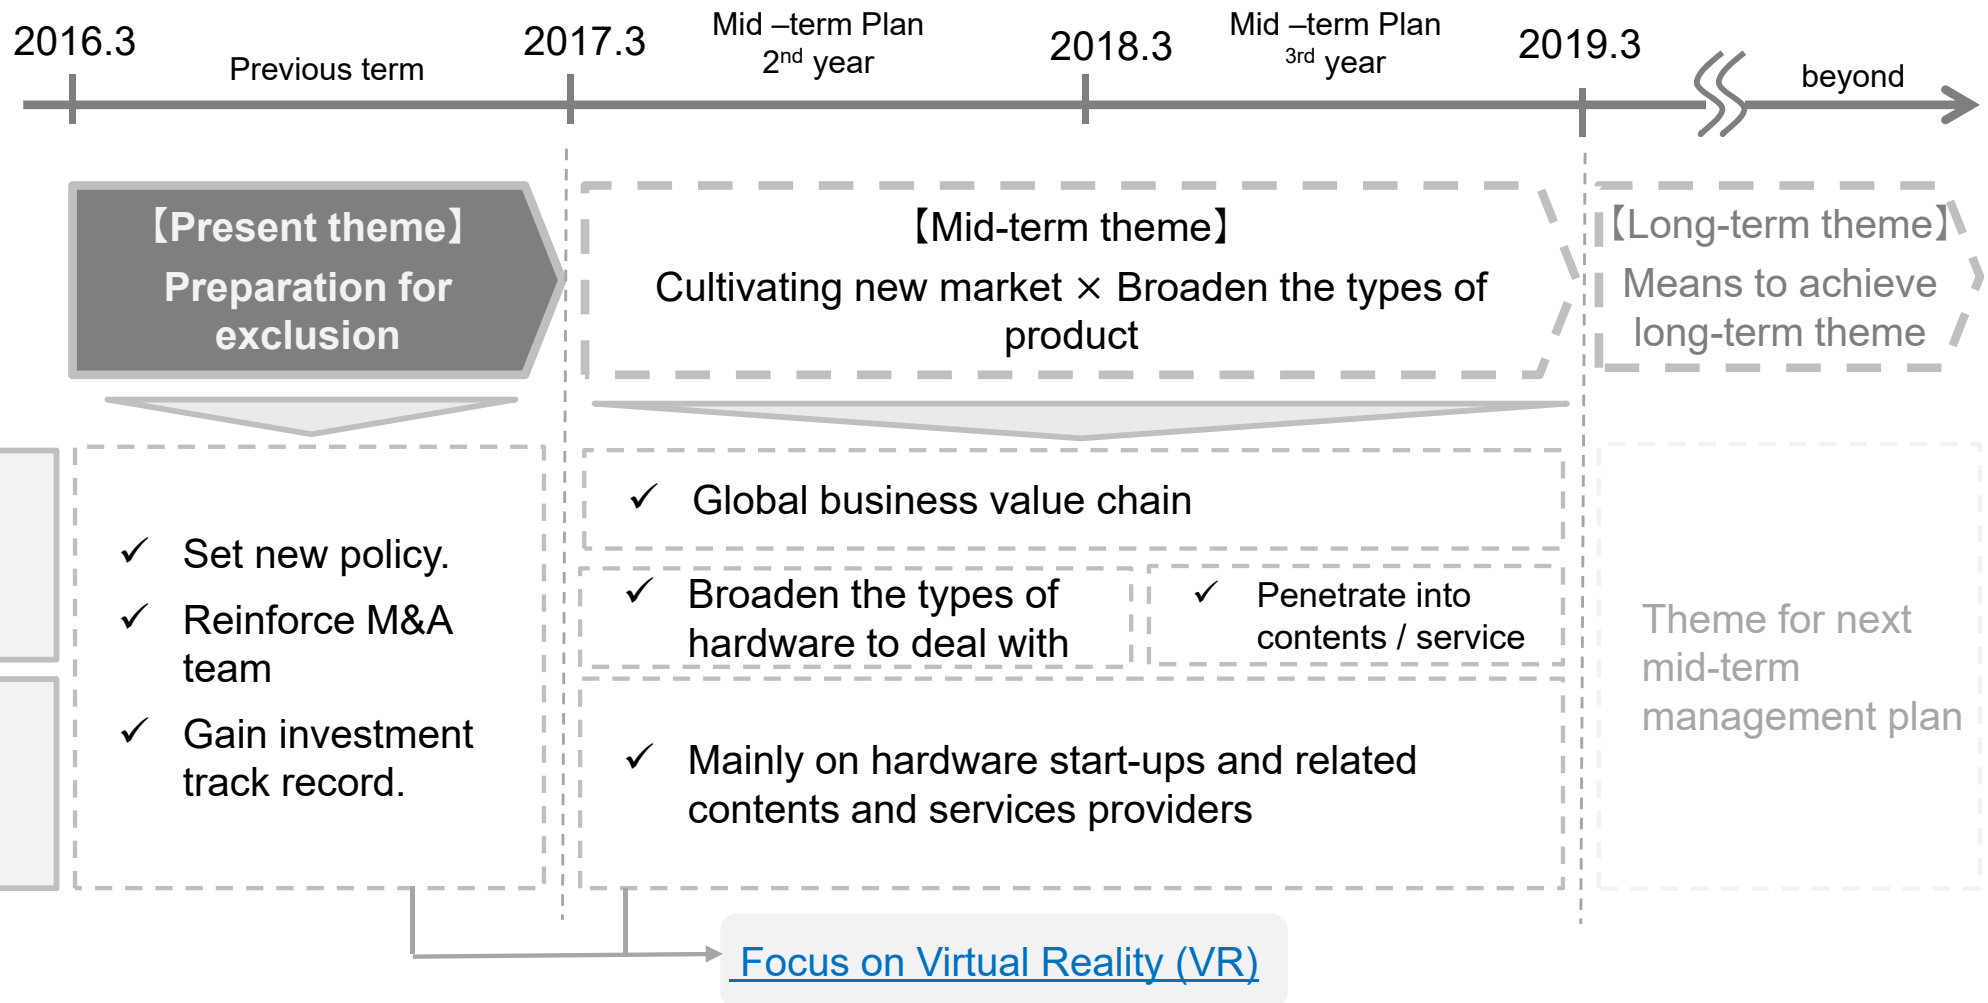 2016.3
Previous term
2017.3
Mid –term Plan
2nd year
2018.3
Mid –term Plan
3rd year
2019.3
beyond
【Present theme】
Preparation for
exclusion
【Mid-term theme】
Cultivating new market × Broaden the types of
product
【Long-term theme】
Means to achieve
long-term theme
✓ Set new policy.
✓ Reinforce M&A
team
✓ Gain investment
track record.
✓ Global business value chain
✓ Broaden the types of
hardware to deal with
✓ Penetrate into
contents / service
✓ Mainly on hardware start-ups and related
contents and services providers
Theme for next
mid-term
management plan
Focus on Virtual Reality (VR)